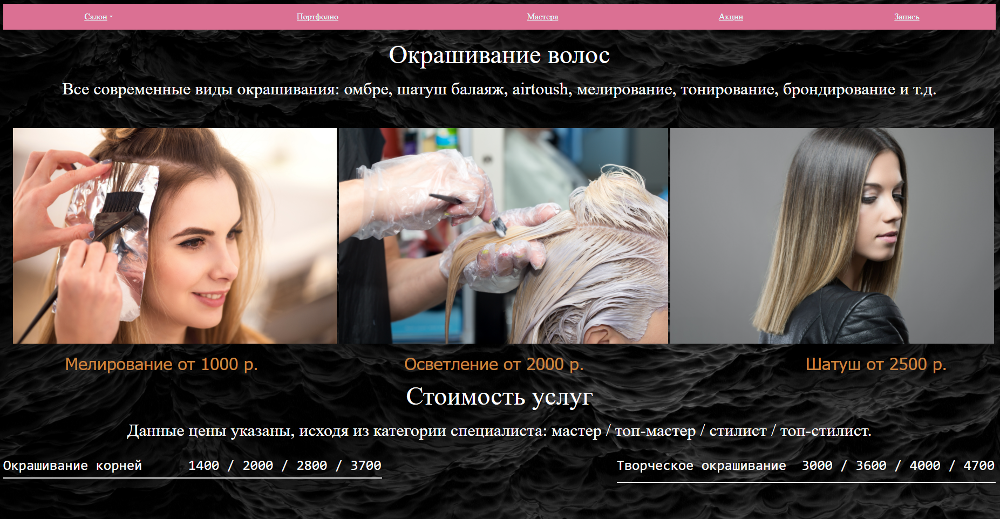 Салон Портфолио Мастера Акции Запись
Окрашивание волос
Все современные виды окрашивания: омбре, шатуш балаяж, airtoush, мелирование, тонирование, брондирование и т.д.
Мелирование от 1000 р. Осветление от 2000 р. Шатуш от 2500 р.
Стоимость услуг
Данные цены указаны, исходя из категории специалиста: мастер / топ-мастер / стилист / топ-стилист.
Окрашивание корней 1400 / 2000 / 2800 / 3700 Творческое окрашивание 3000 / 3600 / 4000 / 4700